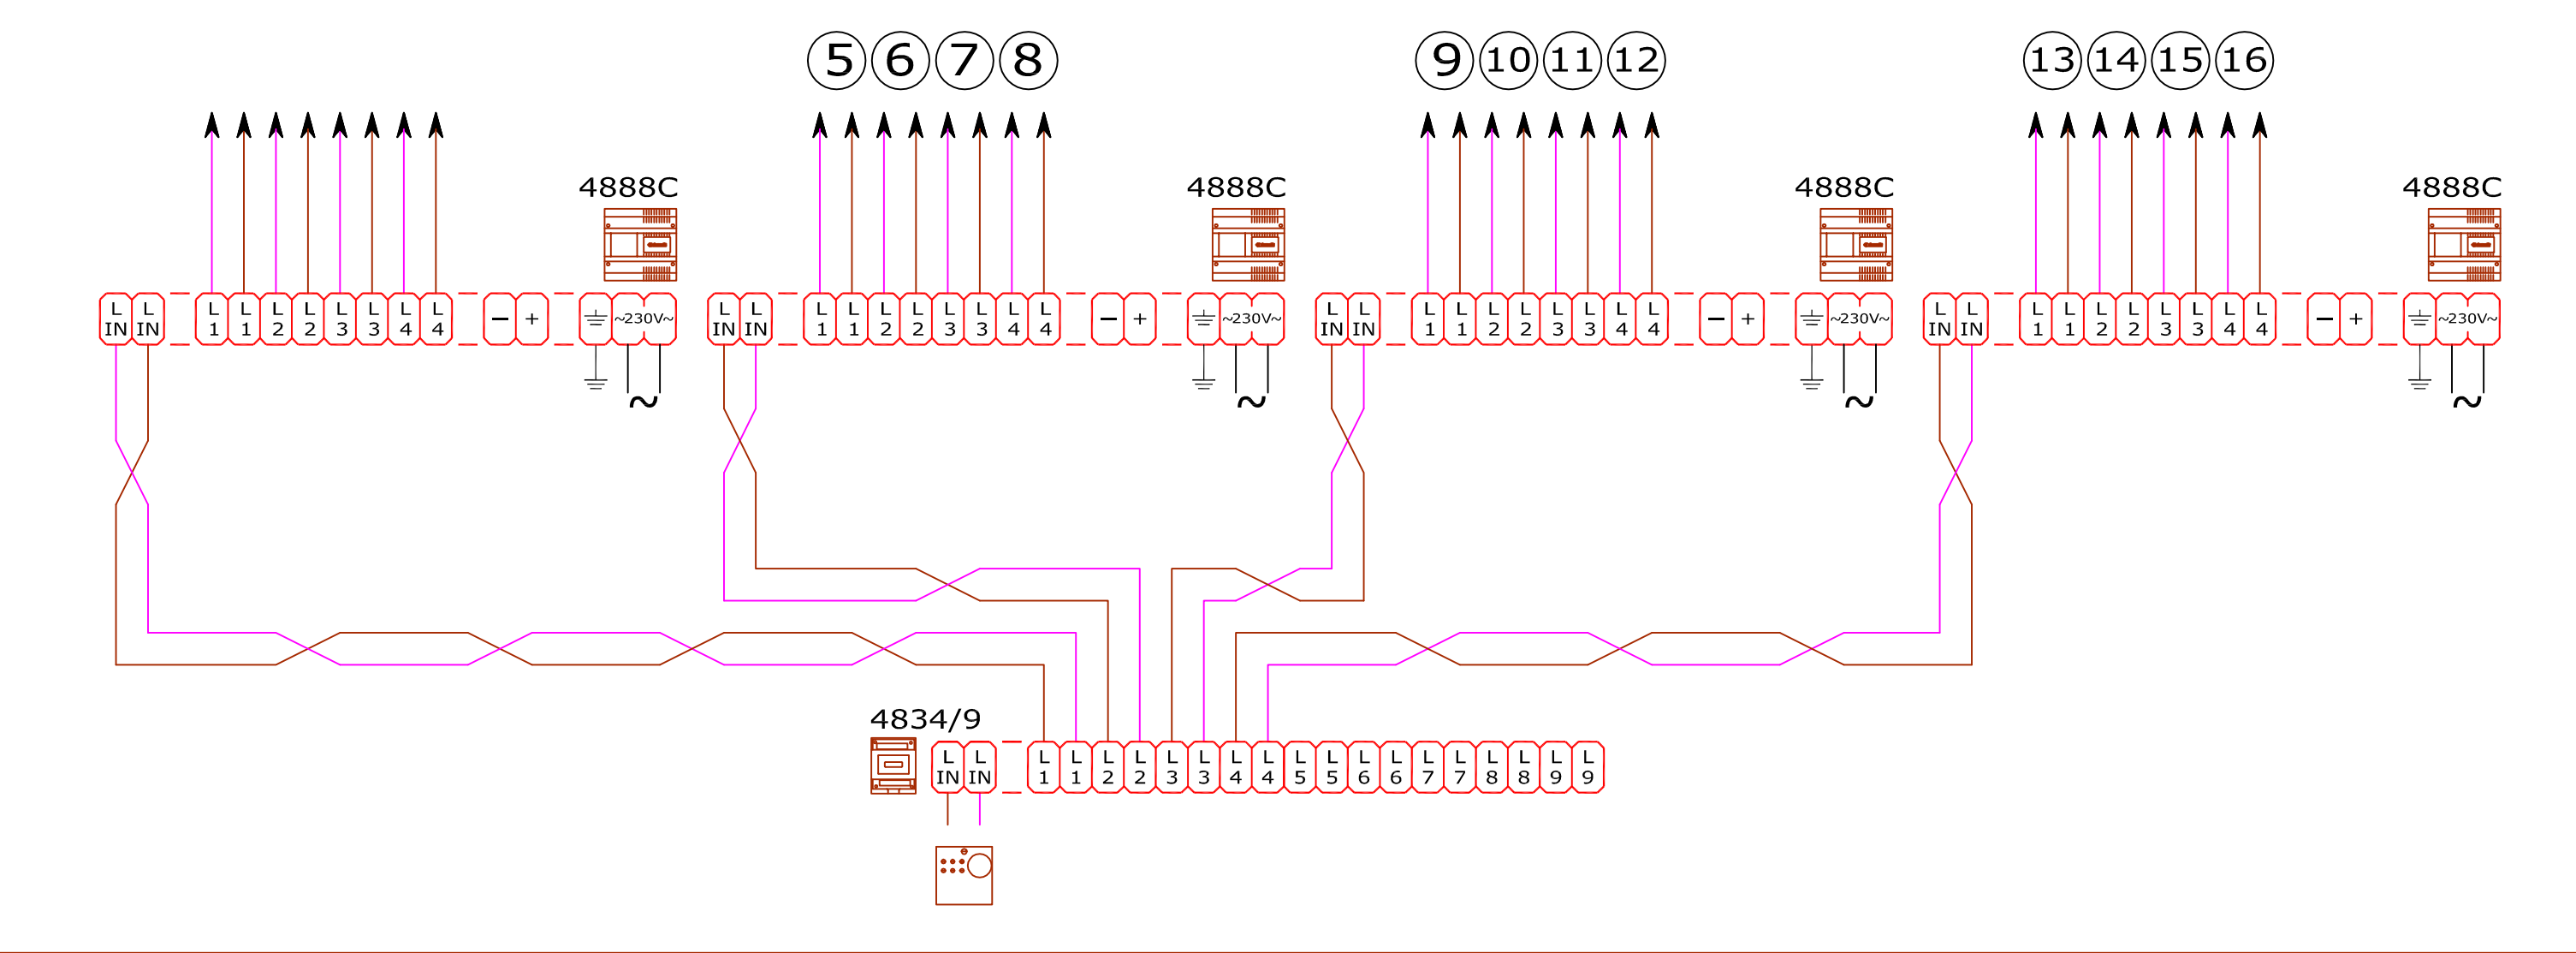 5 6 7 8 9 10 11 12 13 14 15 16
4888C 4888C 4888C 4888C
L IN L IN L 1 L 1 L 2 L 2 L 3 L 3 L 4 L 4 − + ~230V~
L IN L IN L 1 L 1 L 2 L 2 L 3 L 3 L 4 L 4 − + ~230V~
L IN L IN L 1 L 1 L 2 L 2 L 3 L 3 L 4 L 4 − + ~230V~
L IN L IN L 1 L 1 L 2 L 2 L 3 L 3 L 4 L 4 − + ~230V~
~ ~ ~ ~
4834/9
L IN L IN L 1 L 1 L 2 L 2 L 3 L 3 L 4 L 4 L 5 L 5 L 6 L 6 L 7 L 7 L 8 L 8 L 9 L 9